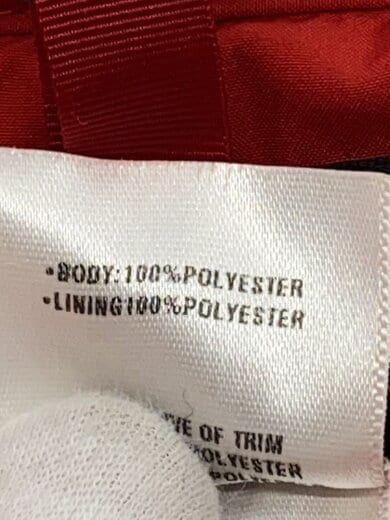 •BODY:100%POLYESTER
•LINING100%POLYESTER
OF TRIM
POLYESTER